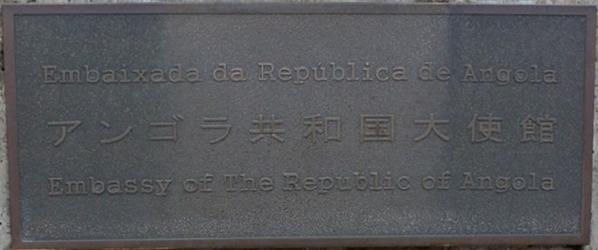 Embaixada da República de Angola
アンゴラ共和国大使館
Embassy of The Republic of Angola